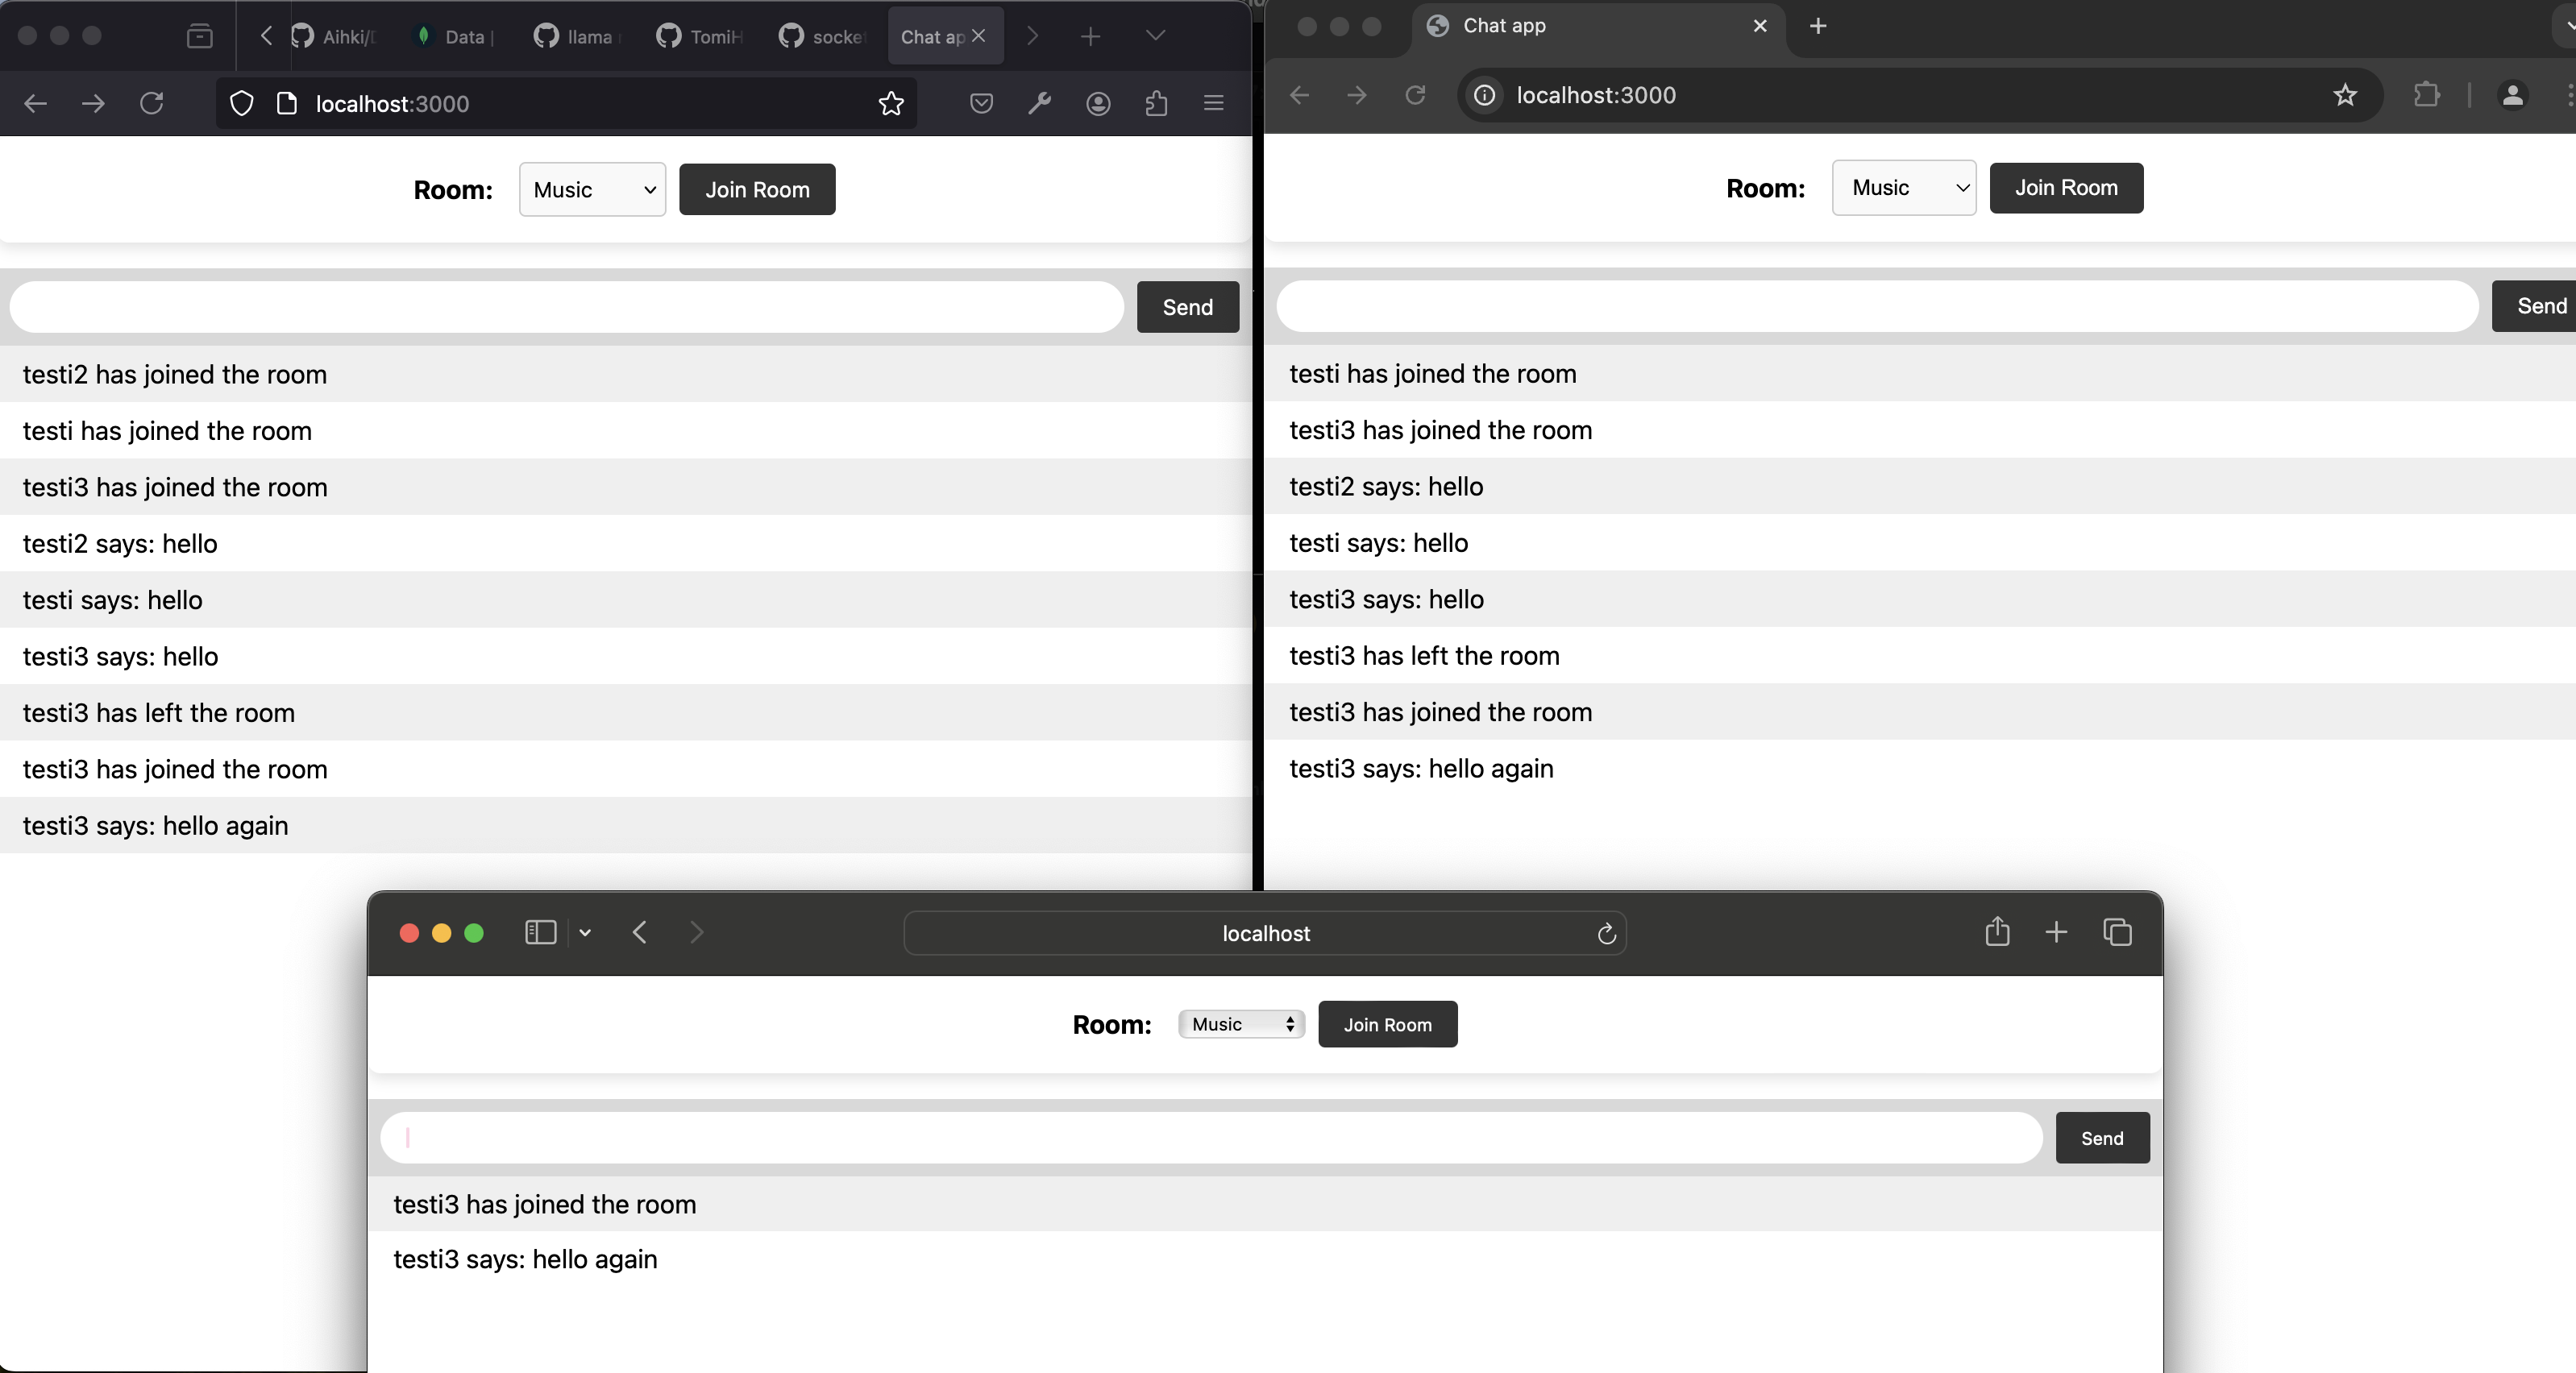 Aihki/D
Data |
llama
TomiH
socket
Chat ap
localhost:3000
Room: Music Join Room
Send
testi2 has joined the room
testi has joined the room
testi3 has joined the room
testi2 says: hello
testi says: hello
testi3 says: hello
testi3 has left the room
testi3 has joined the room
testi3 says: hello again
Chat app
localhost:3000
Room: Music Join Room
Send
testi has joined the room
testi3 has joined the room
testi2 says: hello
testi says: hello
testi3 says: hello
testi3 has left the room
testi3 has joined the room
testi3 says: hello again
localhost
Room: Music Join Room
Send
testi3 has joined the room
testi3 says: hello again